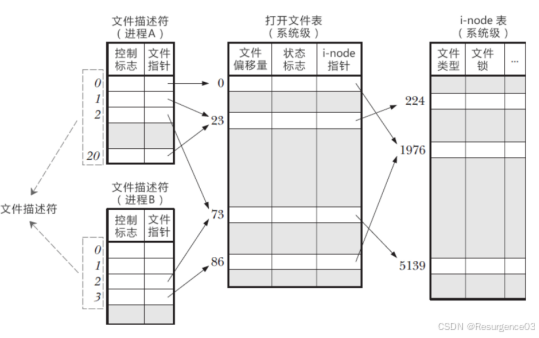 文件描述符
（进程A）
控制
标志
文件
指针
0
1
2
20
文件描述符
文件描述符
（进程B）
控制
标志
文件
指针
0
1
2
3
打开文件表
（系统级）
文件
偏移量
状态
标志
i-node
指针
0
23
73
86
i-node 表
（系统级）
文件
类型
文件
锁
...
224
1976
5139
CSDN @Resurgence03